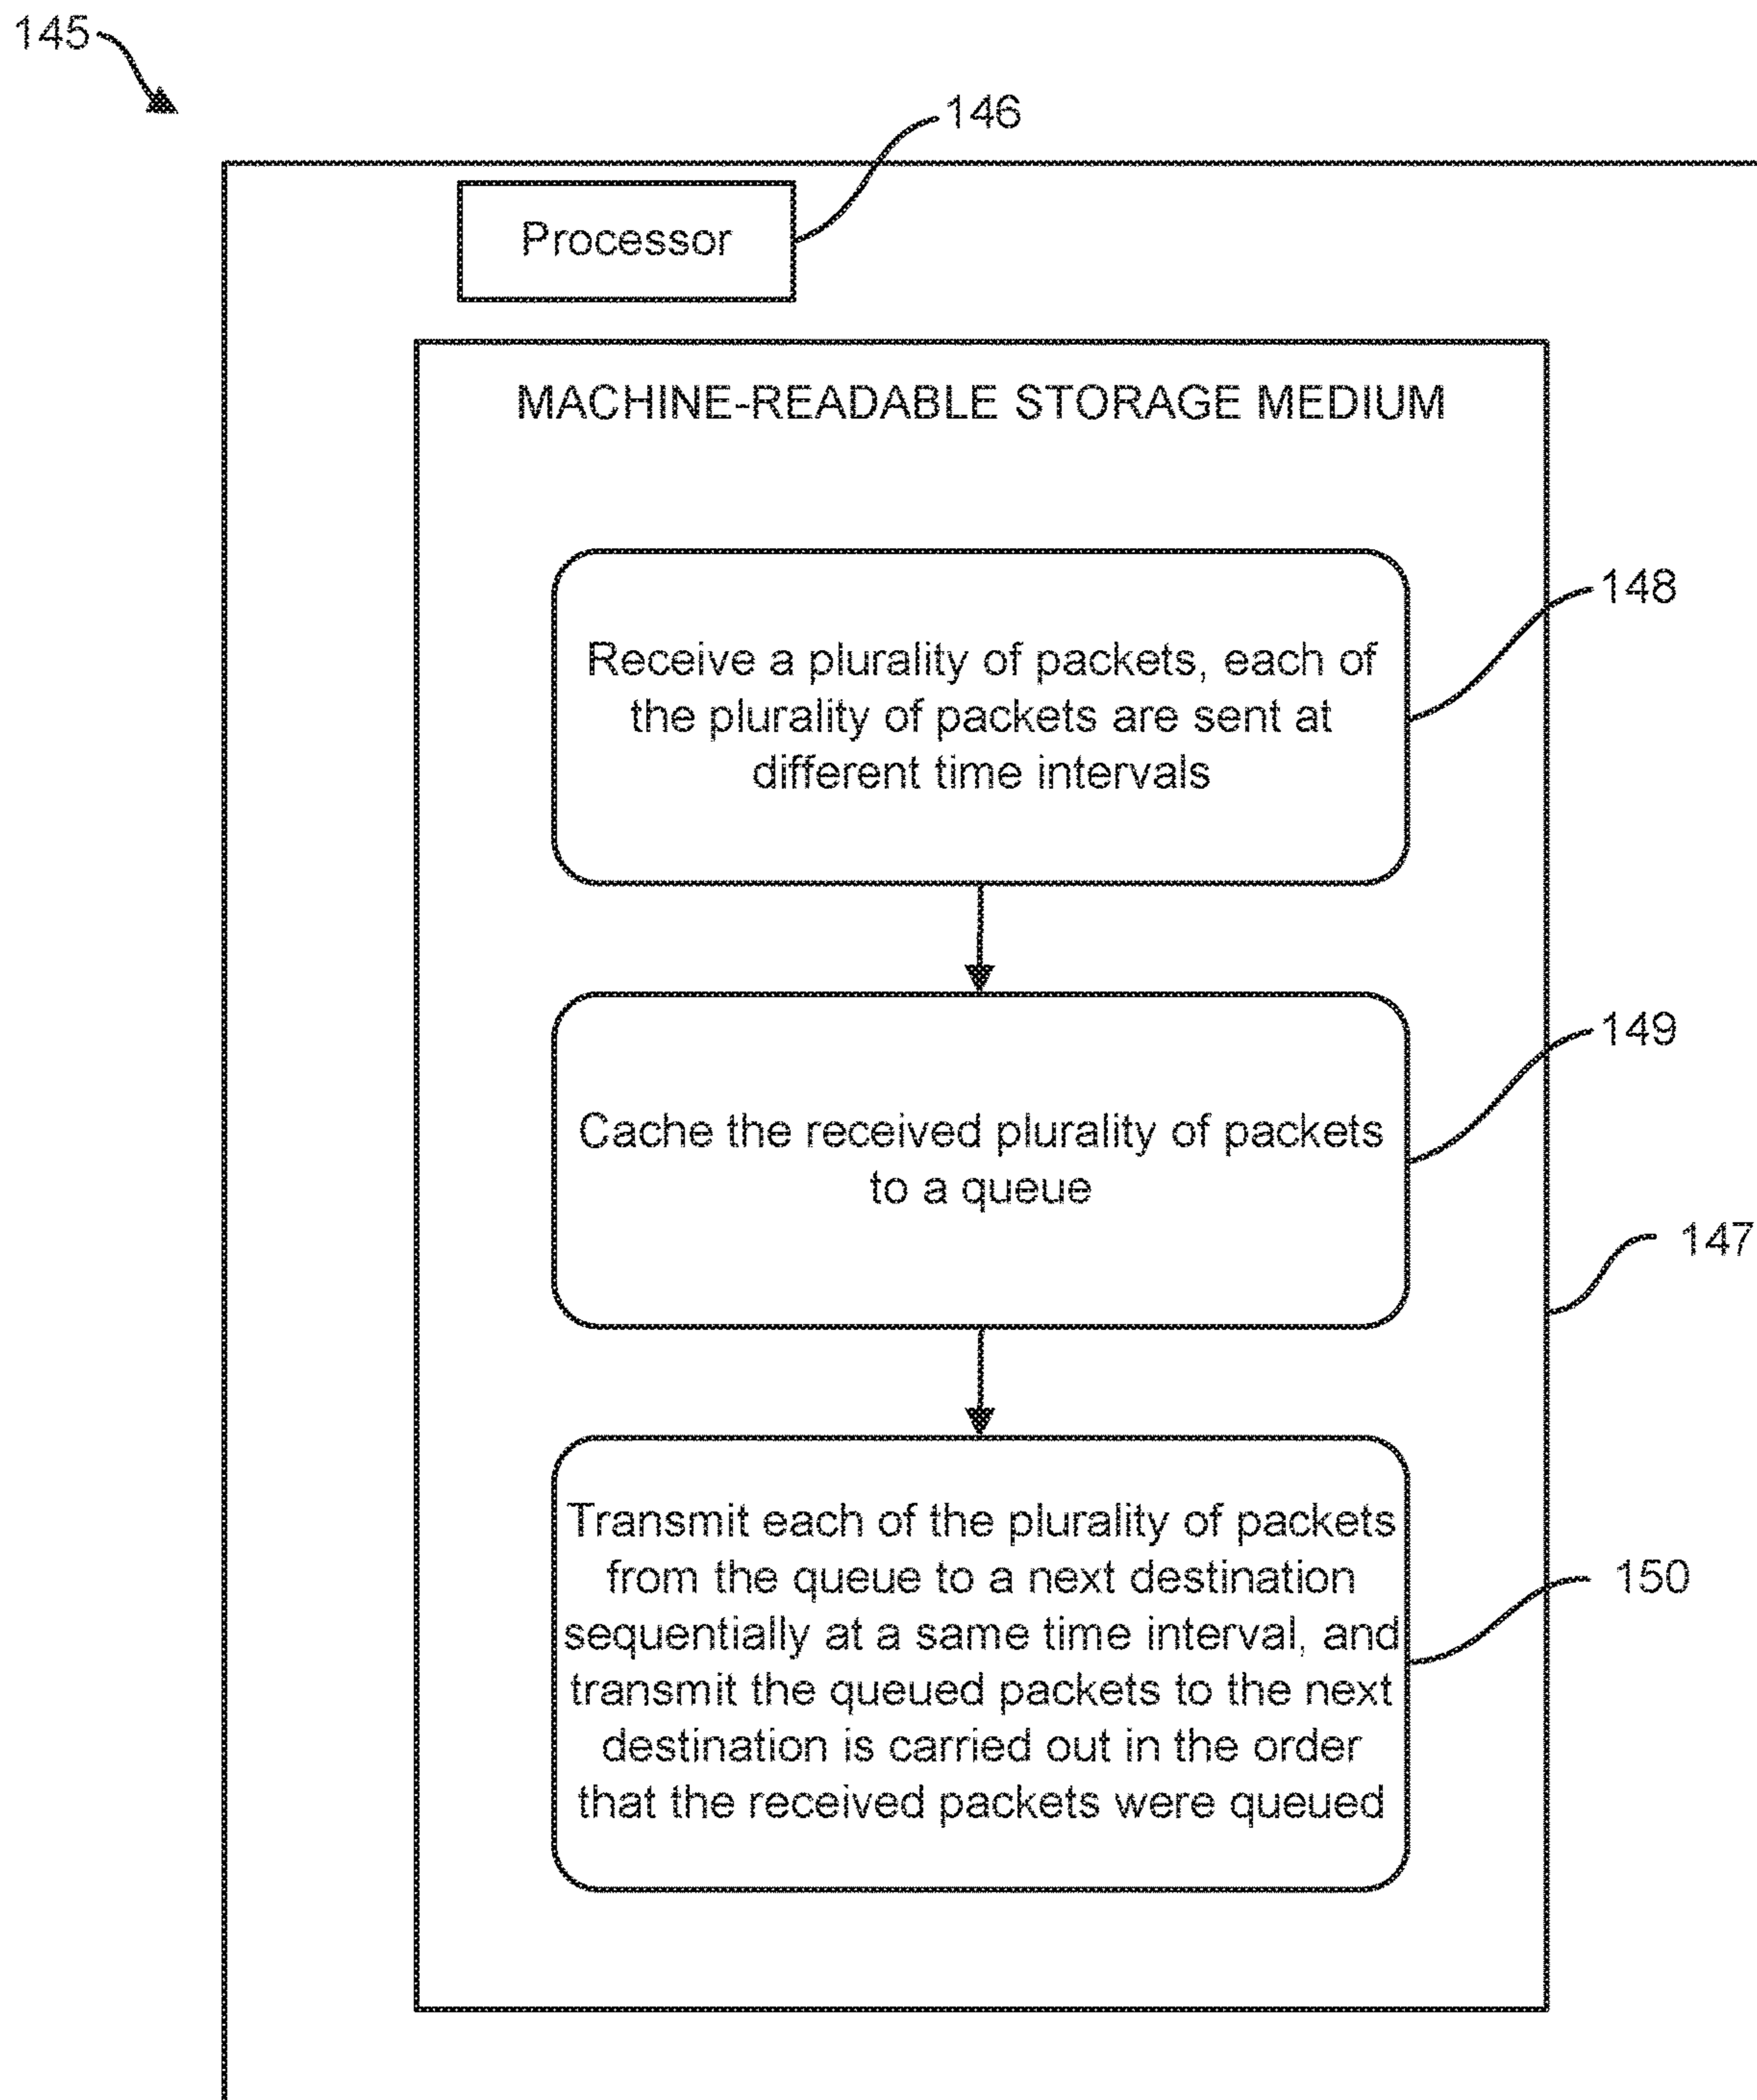 145
146
Processor
MACHINE-READABLE STORAGE MEDIUM
148
Receive a plurality of packets, each of
the plurality of packets are sent at
different time intervals
149
Cache the received plurality of packets
to a queue
147
Transmit each of the plurality of packets
from the queue to a next destination
sequentially at a same time interval, and
transmit the queued packets to the next
destination is carried out in the order
that the received packets were queued
150